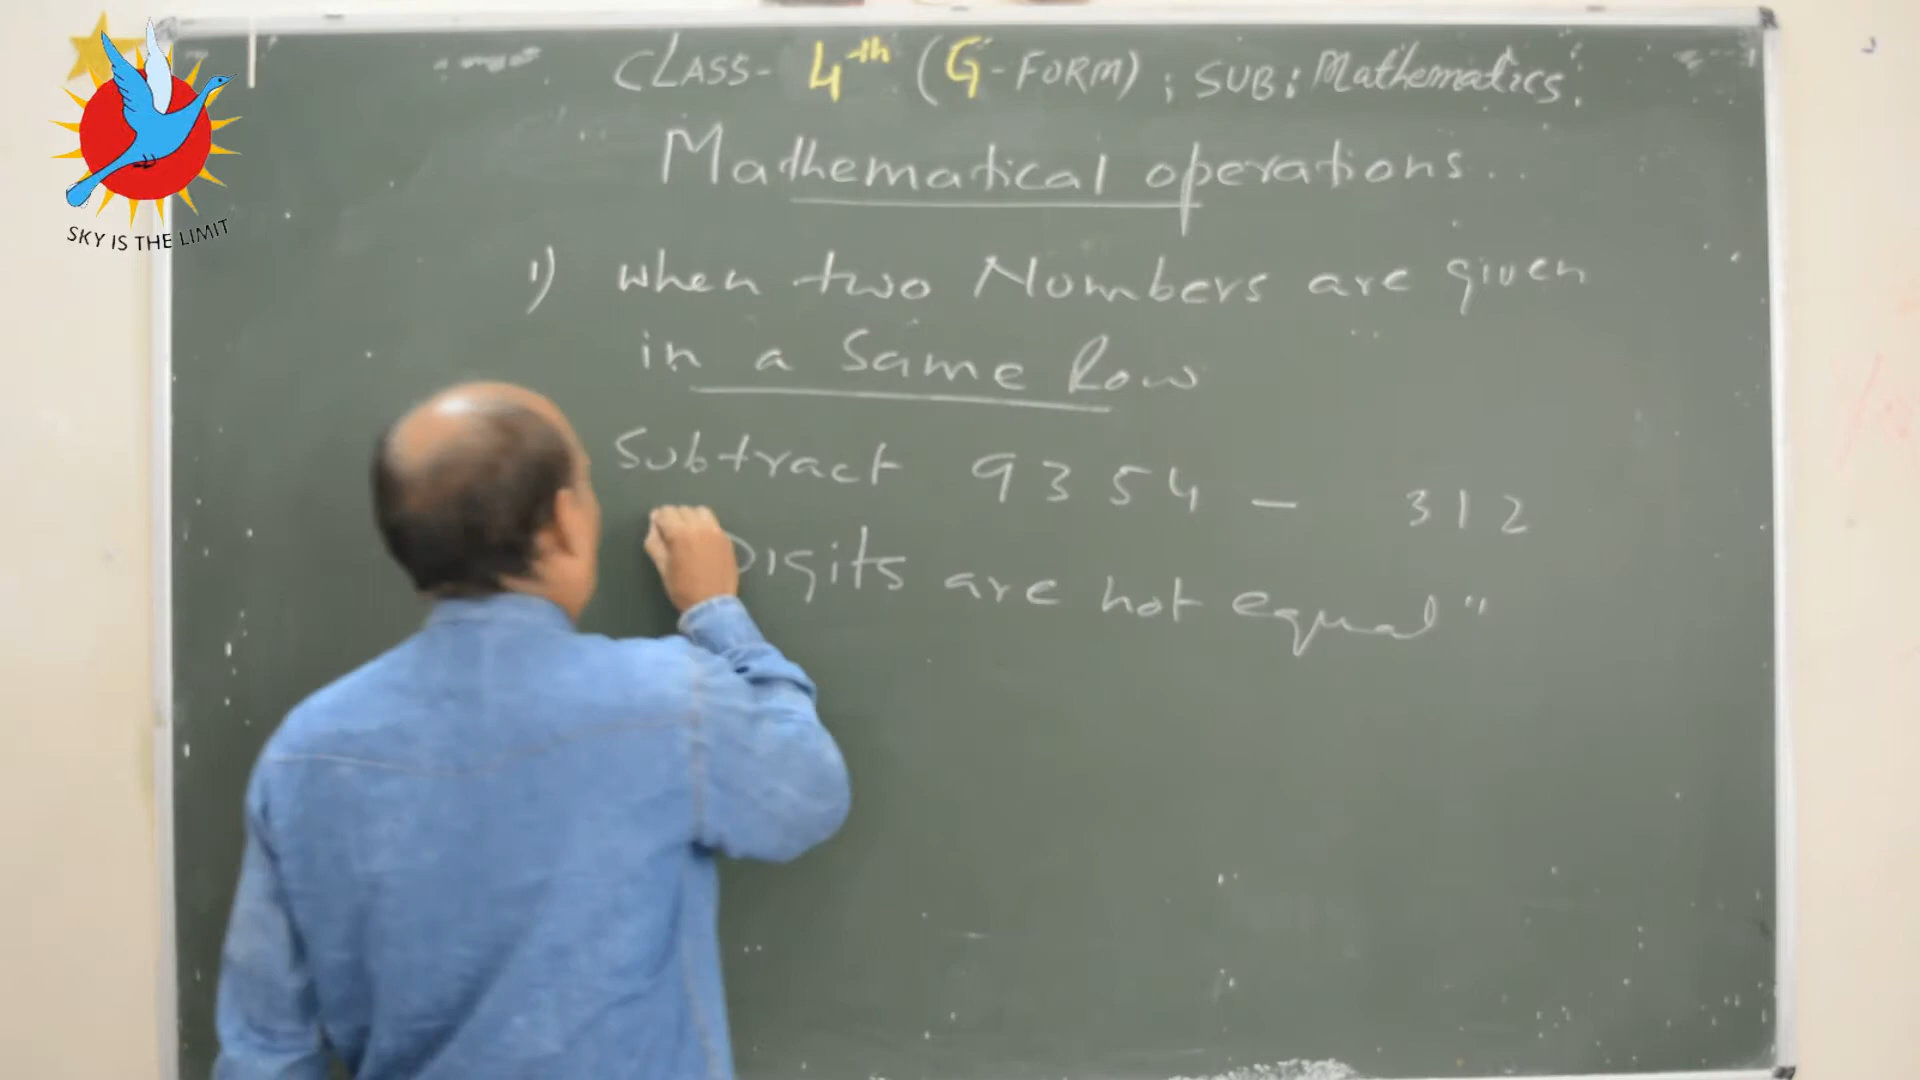 SKY IS THE LIMIT
CLASS- 4th (G-FORM) ; SUB: Mathematics.
Mathematical operations..
1) when two Numbers are given
in a Same Row
Subtract 9354 - 312
Digits are not equal "